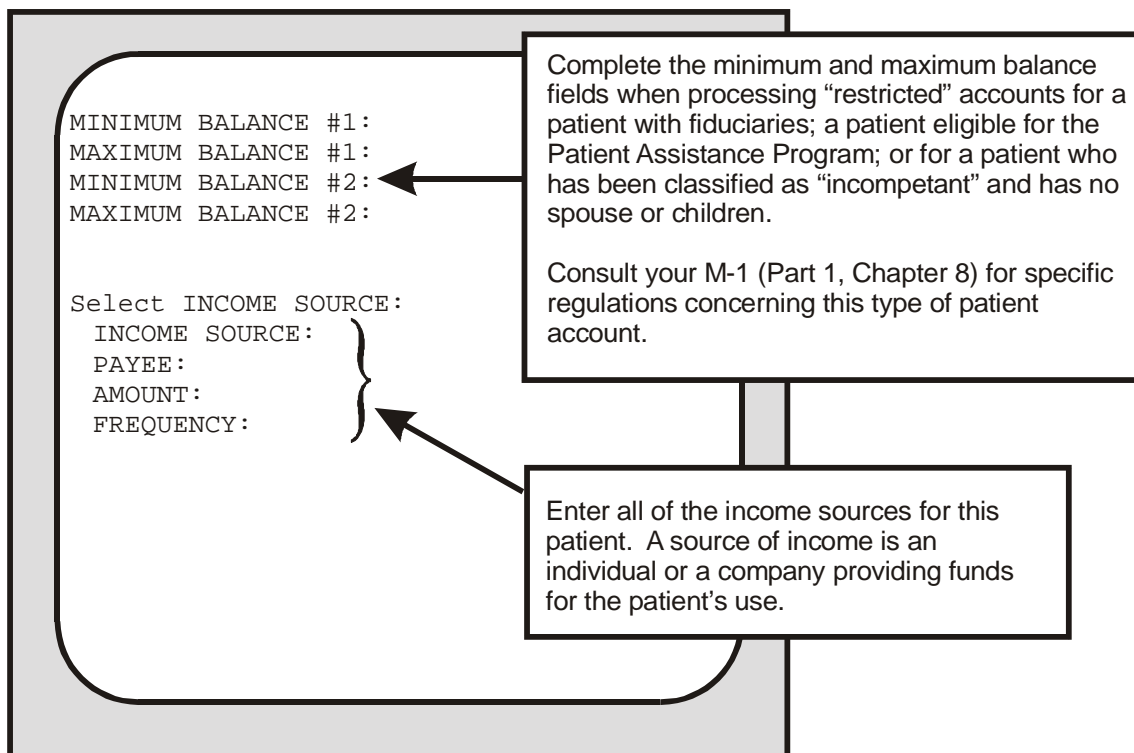 MINIMUM BALANCE #1:
MAXIMUM BALANCE #1:
MINIMUM BALANCE #2:
MAXIMUM BALANCE #2:
Select INCOME SOURCE:
INCOME SOURCE:
PAYEE:
AMOUNT:
FREQUENCY:
Complete the minimum and maximum balance
fields when processing “restricted” accounts for a
patient with fiduciaries; a patient eligible for the
Patient Assistance Program; or for a patient who
has been classified as “incompetant” and has no
spouse or children.
Consult your M-1 (Part 1, Chapter 8) for specific
regulations concerning this type of patient
account.
Enter all of the income sources for this
patient.  A source of income is an
individual or a company providing funds
for the patient’s use.